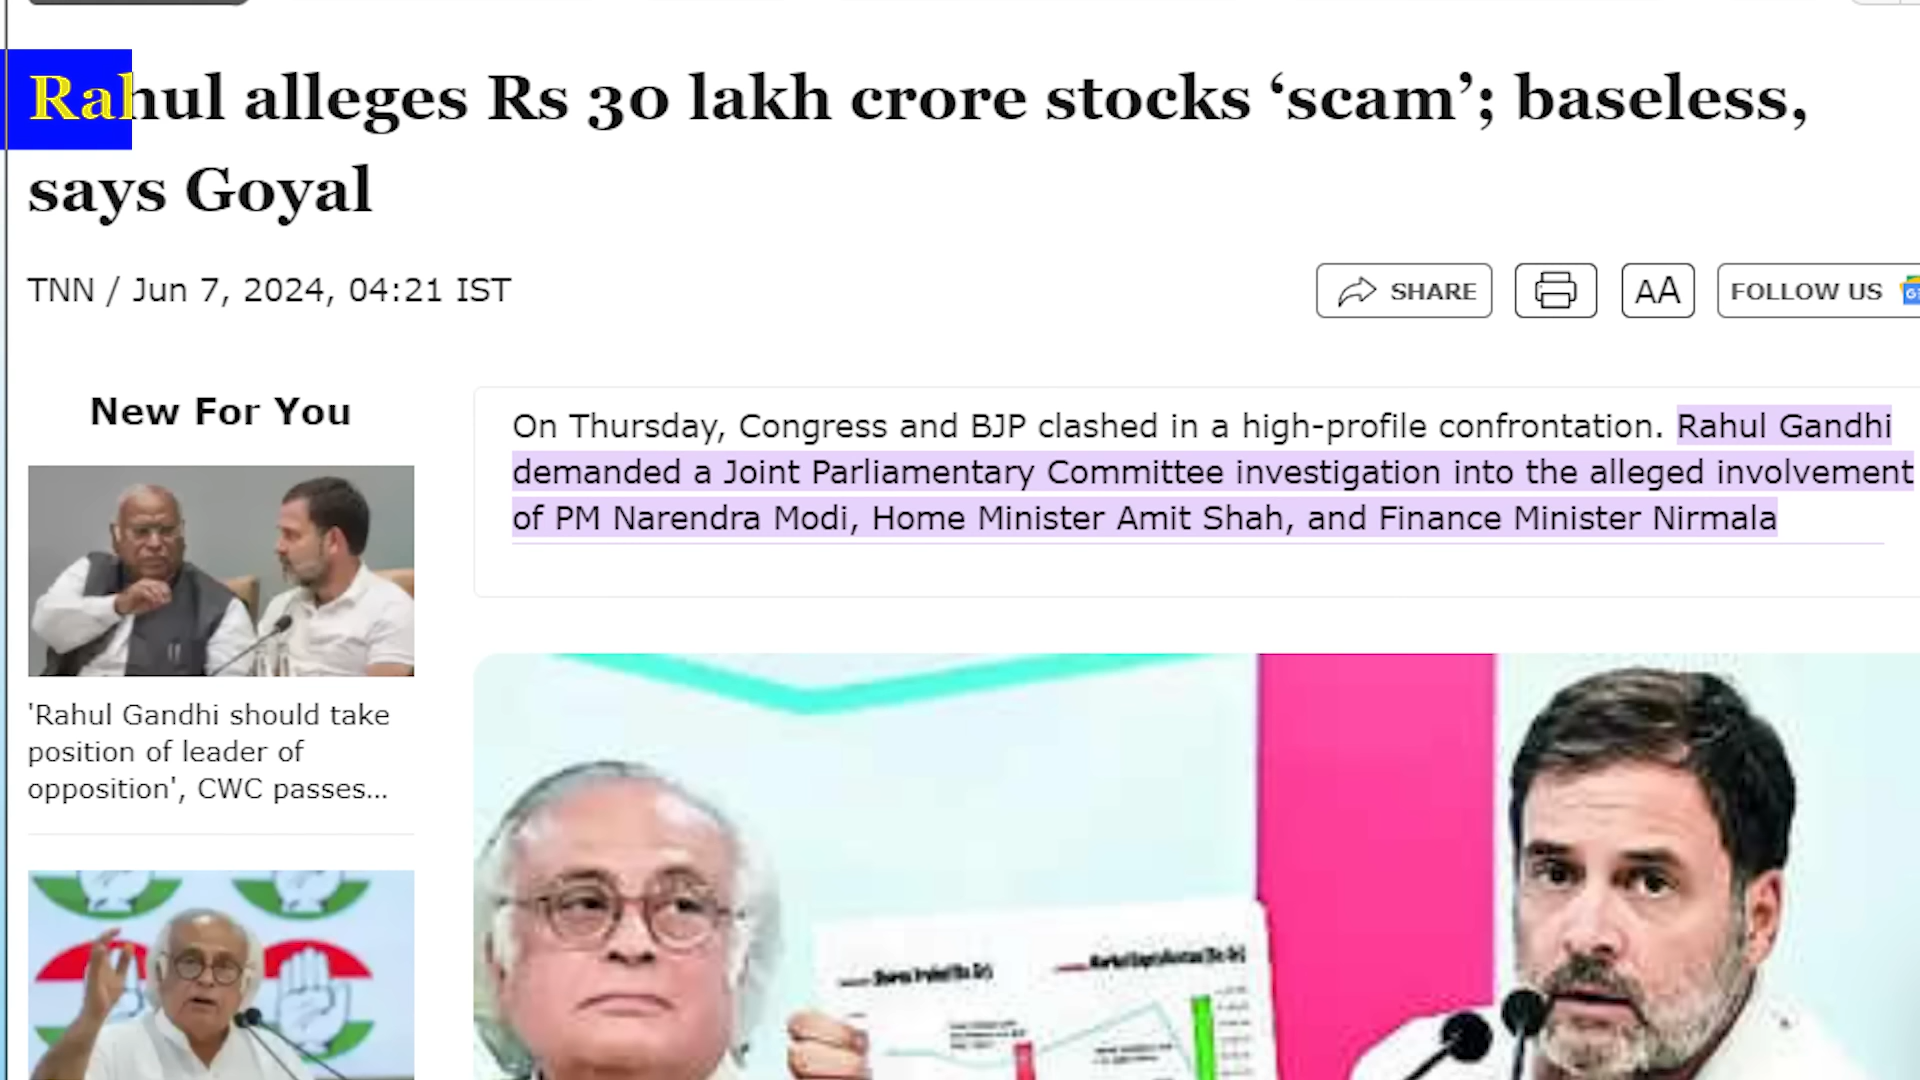 Rahul alleges Rs 30 lakh crore stocks ‘scam’; baseless,
says Goyal
TNN / Jun 7, 2024, 04:21 IST
SHARE
AA
FOLLOW US
New For You
On Thursday, Congress and BJP clashed in a high-profile confrontation. Rahul Gandhi
demanded a Joint Parliamentary Committee investigation into the alleged involvement
of PM Narendra Modi, Home Minister Amit Shah, and Finance Minister Nirmala
'Rahul Gandhi should take
position of leader of
opposition', CWC passes...